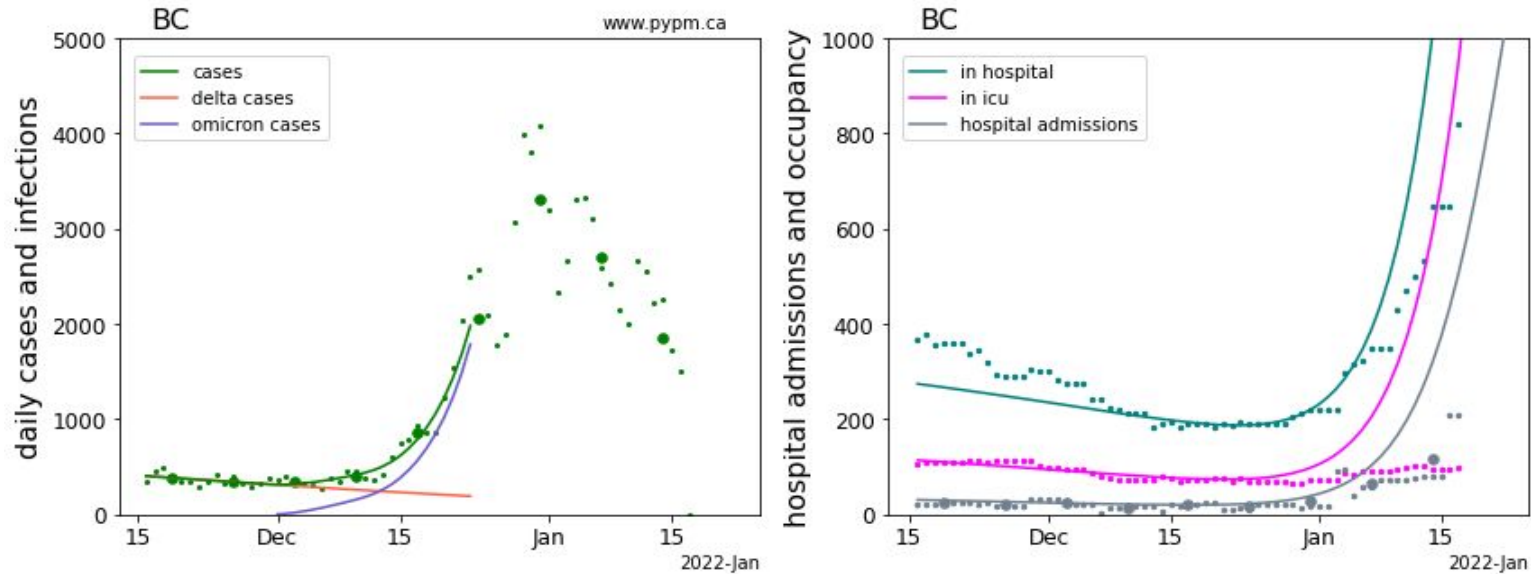 BC
www.pypm.ca
daily cases and infections
5000
4000
3000
2000
1000
0
cases
delta cases
omicron cases
15
Dec
15
Jan
15
2022-Jan
BC
hospital admissions and occupancy
1000
800
600
400
200
0
in hospital
in icu
hospital admissions
15
Dec
15
Jan
15
2022-Jan